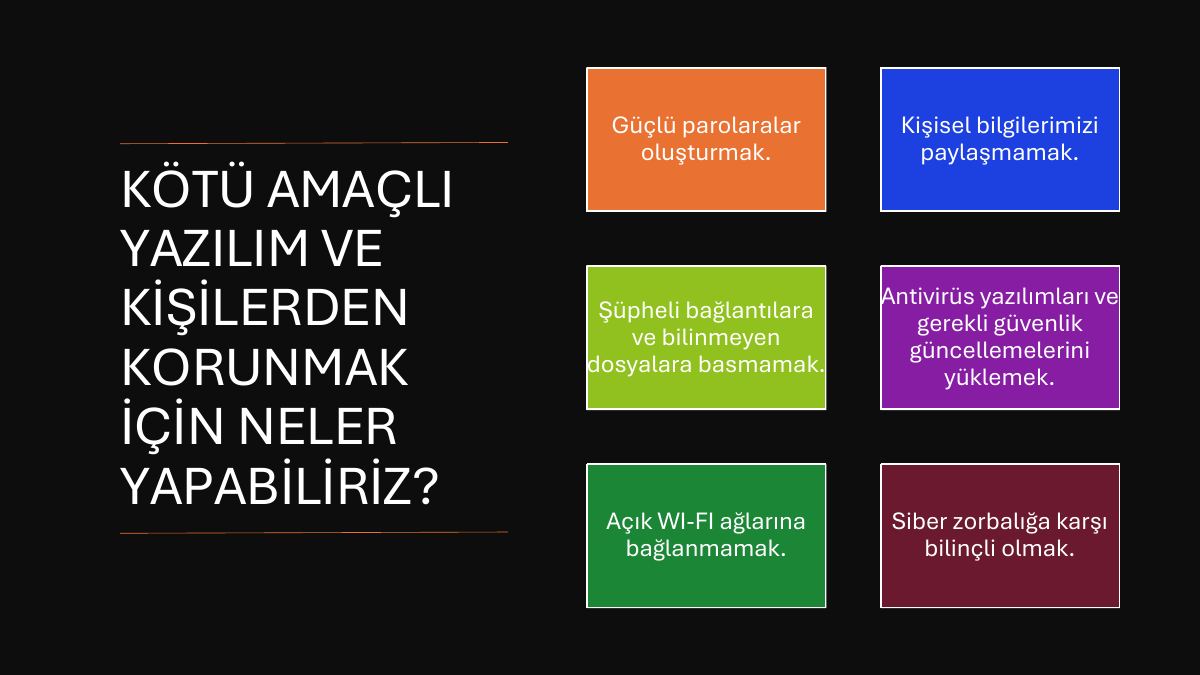 KÖTÜ AMAÇLI
YAZILIM VE
KİŞİLERDEN
KORUNMAK
İÇİN NELER
YAPABİLİRİZ?
Güçlü parolaralar
oluşturmak.
Kişisel bilgilerimizi
paylaşmamak.
Şüpheli bağlantılara
ve bilinmeyen
dosyalara basmamak.
Antivirüs yazılımları ve
gerekli güvenlik
güncellemelerini
yüklemek.
Açık WI-FI ağlarına
bağlanmamak.
Siber zorbalığa karşı
bilinçli olmak.